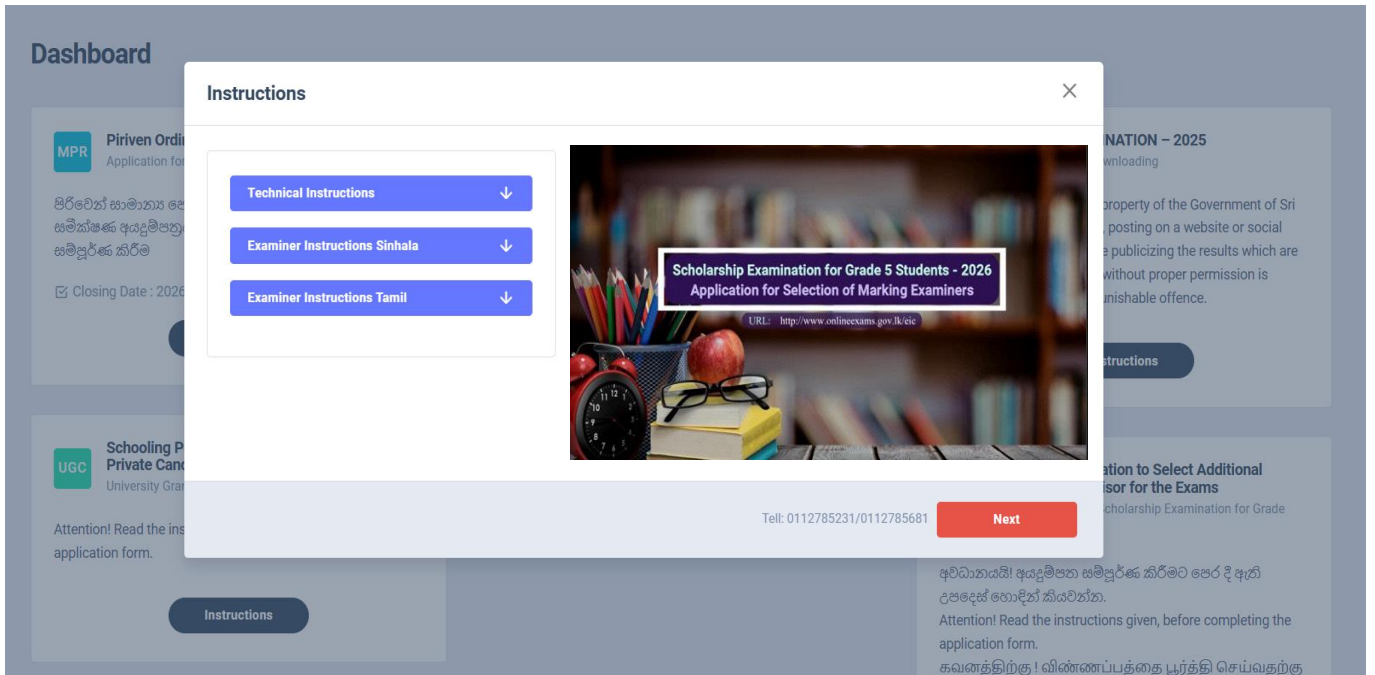 Dashboard
Instructions
Technical Instructions
Examiner Instructions Sinhala
Examiner Instructions Tamil
Scholarship Examination for Grade 5 Students - 2026
Application for Selection of Marking Examiners
URL: http://www.onlineexams.gov.lk/eic
Tell: 0112785231/0112785681
Next
MPR
Piriven Ordi
Application for
පිරිවෙන් සාමාන්‍ය පෙ
සමීක්ෂණ අයදුම්පත්‍ර
සම්පූර්ණ කිරීම
Closing Date : 2026
NATION – 2025
wnloading
property of the Government of Sri
, posting on a website or social
e publicizing the results which are
without proper permission is
unishable offence.
structions
UGC
Schooling P
Private Cand
University Gra
Attention! Read the ins
application form.
Instructions
ation to Select Additional
isor for the Exams
cholarship Examination for Grade
අවධානයයි! අයදුම්පත සම්පූර්ණ කිරීමට පෙර දී ඇති
උපදෙස් හොඳින් කියවන්න.
Attention! Read the instructions given, before completing the
application form.
கவனத்திற்கு ! விண்ணப்பத்தை பூர்த்தி செய்வதற்கு